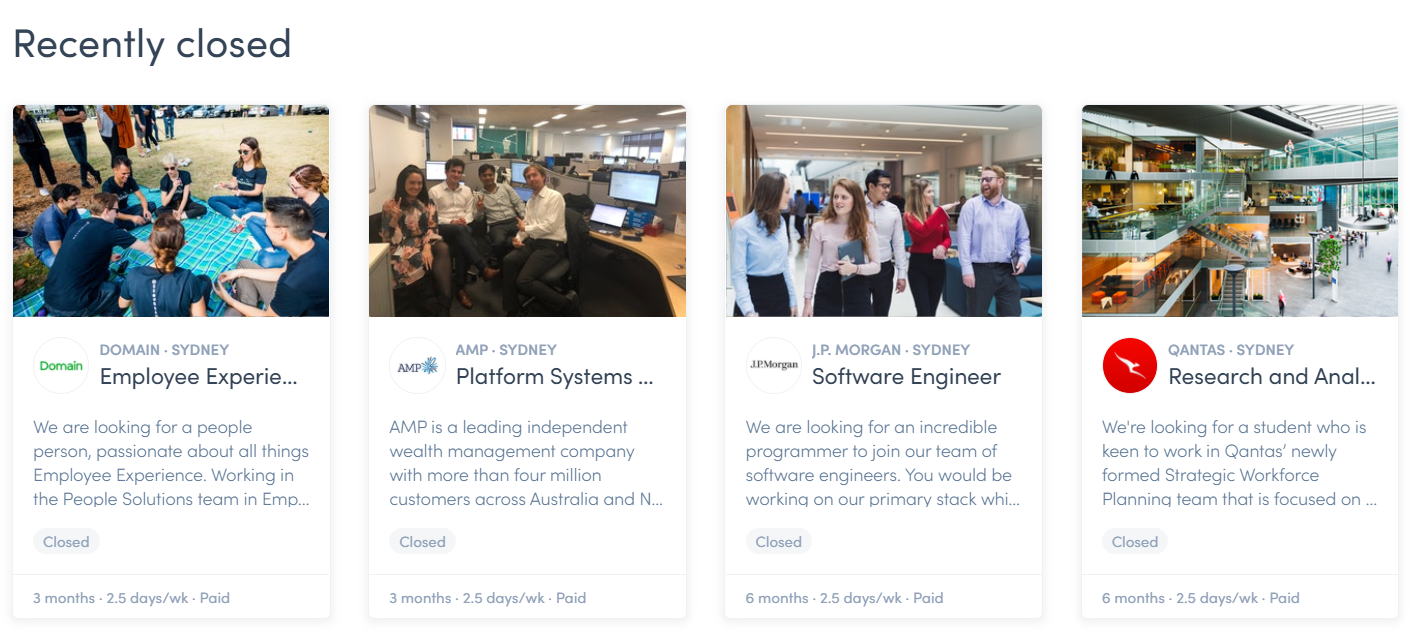 Recently closed
Domain
DOMAIN · SYDNEY
Employee Experie...
We are looking for a people
person, passionate about all things
Employee Experience. Working in
the People Solutions team in Emp...
Closed
3 months · 2.5 days/wk · Paid
AMP
AMP · SYDNEY
Platform Systems ...
AMP is a leading independent
wealth management company
with more than four million
customers across Australia and N...
Closed
3 months · 2.5 days/wk · Paid
J.P.Morgan
J.P. MORGAN · SYDNEY
Software Engineer
We are looking for an incredible
programmer to join our team of
software engineers. You would be
working on our primary stack whi...
Closed
6 months · 2.5 days/wk · Paid
QANTAS · SYDNEY
Research and Anal...
We're looking for a student who is
keen to work in Qantas’ newly
formed Strategic Workforce
Planning team that is focused on ...
Closed
6 months · 2.5 days/wk · Paid